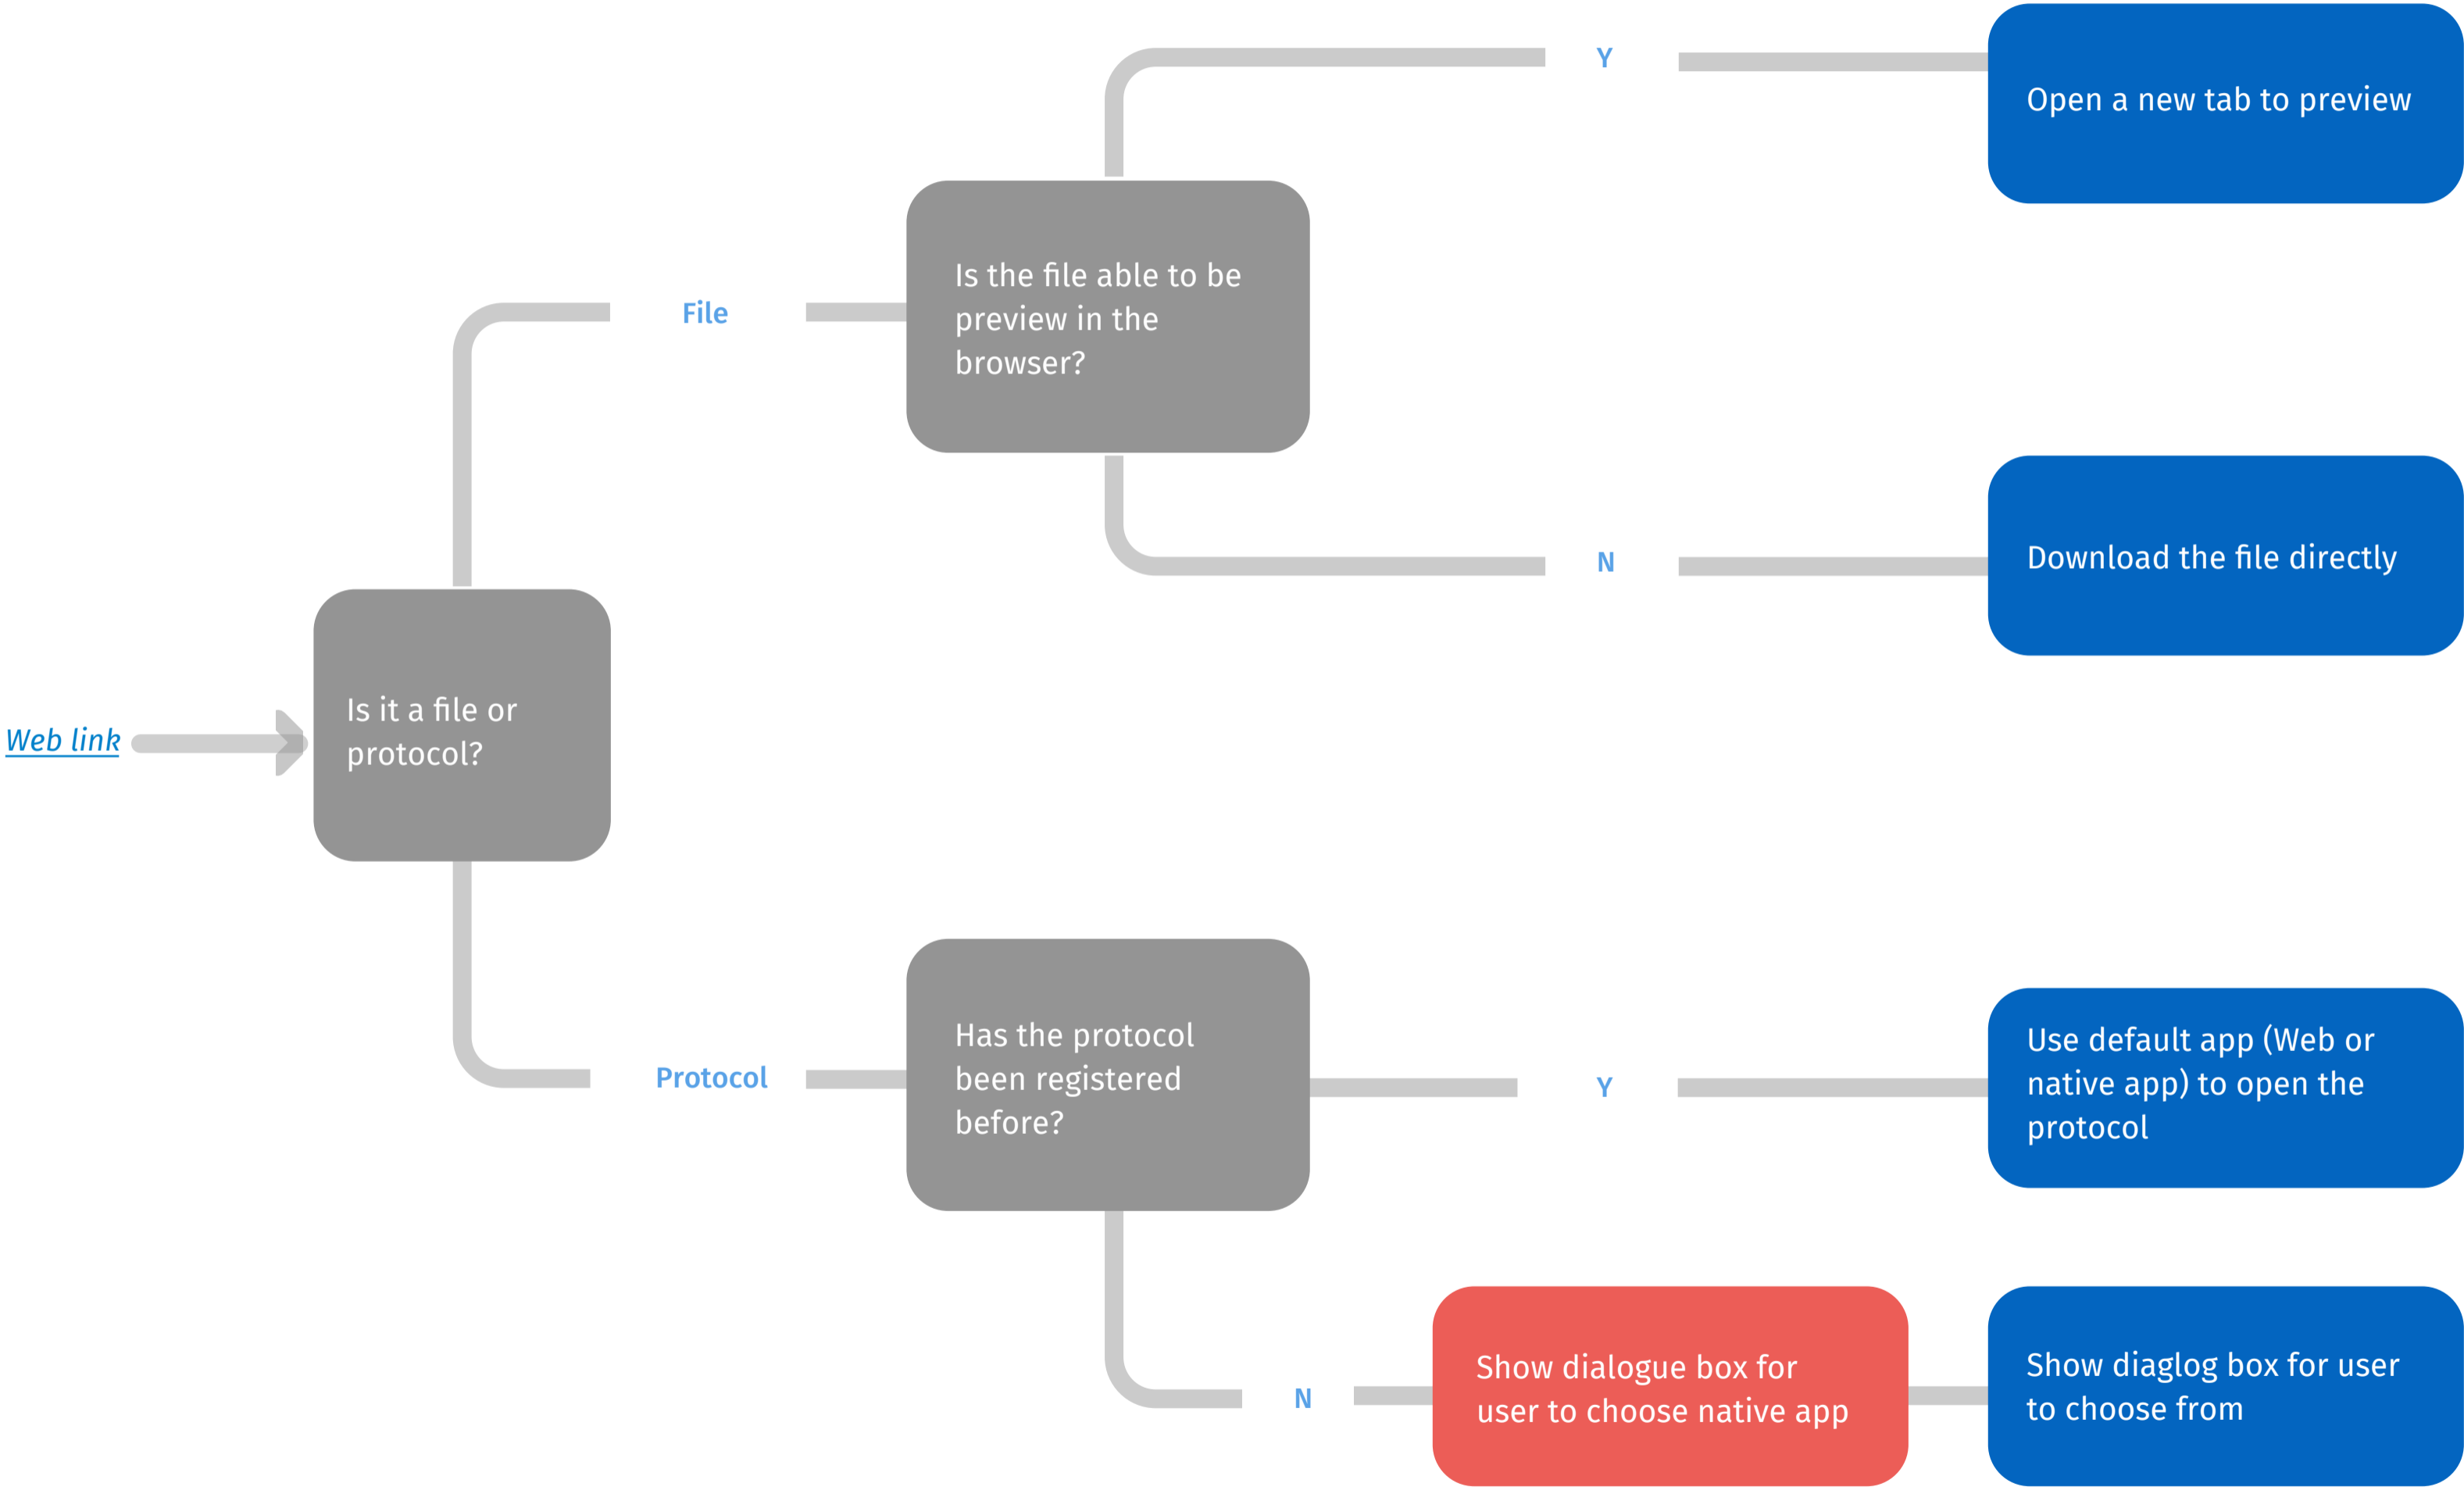 Y
Open a new tab to preview
Is the file able to be
preview in the
browser?
File
N
Download the file directly
Is it a file or
protocol?
Web link
Has the protocol
been registered
before?
Protocol
Y
Use default app (Web or
native app) to open the
protocol
N
Show dialogue box for
user to choose native app
Show diaglog box for user
to choose from